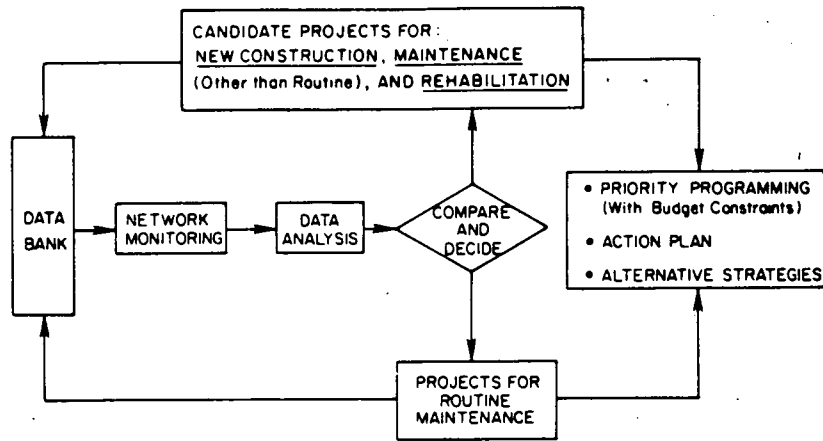 CANDIDATE PROJECTS FOR:
NEW CONSTRUCTION, MAINTENANCE
(Other than Routine), AND REHABILITATION
DATA
BANK
NETWORK
MONITORING
DATA
ANALYSIS
COMPARE
AND
DECIDE
• PRIORITY PROGRAMMING
(With Budget Constraints)
• ACTION PLAN
• ALTERNATIVE STRATEGIES
PROJECTS FOR
ROUTINE
MAINTENANCE